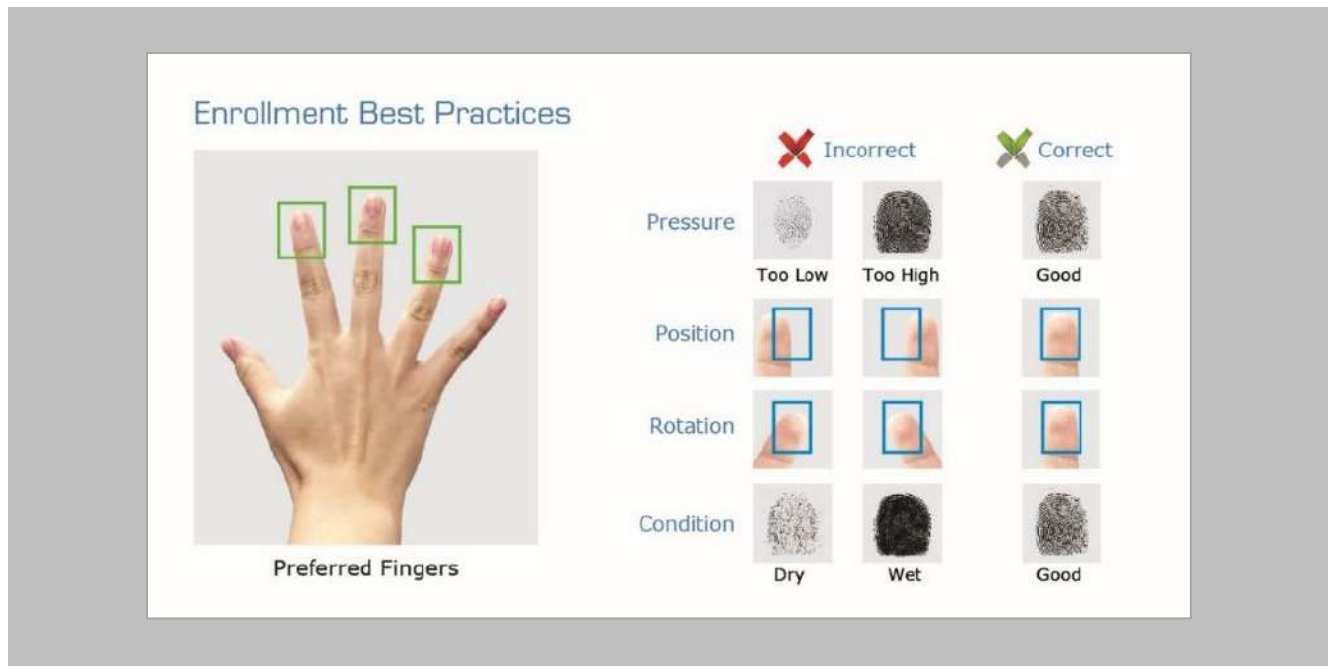 Enrollment Best Practices
Incorrect
Correct
Pressure
Too Low
Too High
Good
Position
Rotation
Condition
Dry
Wet
Good
Preferred Fingers